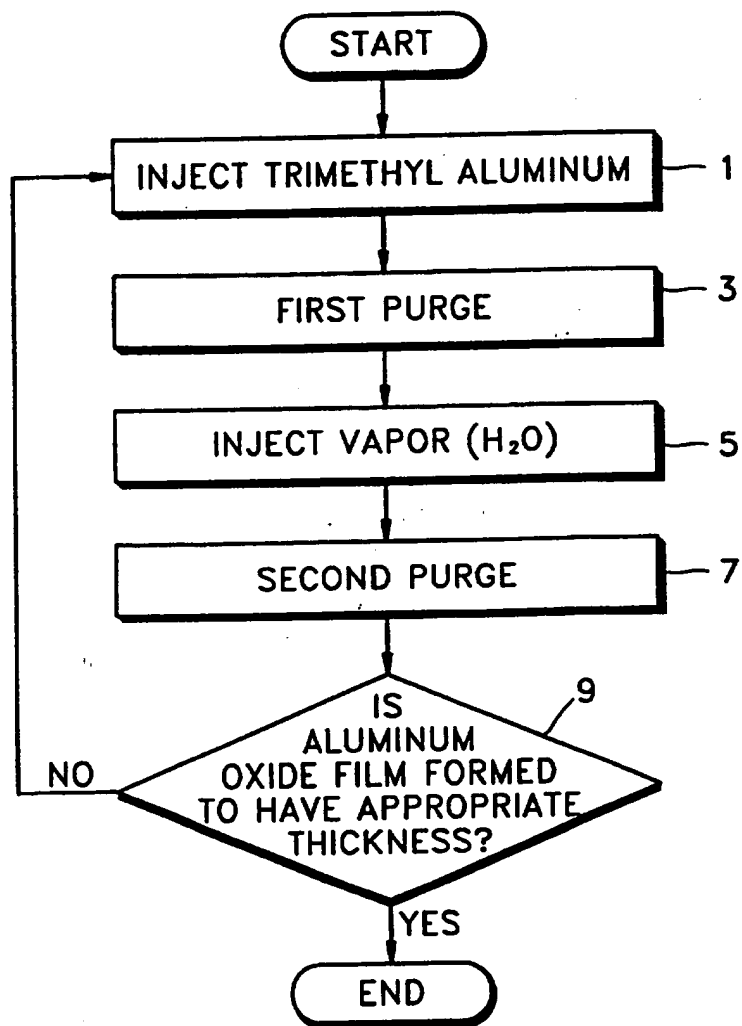 START
INJECT TRIMETHYL ALUMINUM
1
FIRST PURGE
3
INJECT VAPOR (H₂O)
5
SECOND PURGE
7
IS
ALUMINUM
OXIDE FILM FORMED
TO HAVE APPROPRIATE
THICKNESS?
9
NO
YES
END